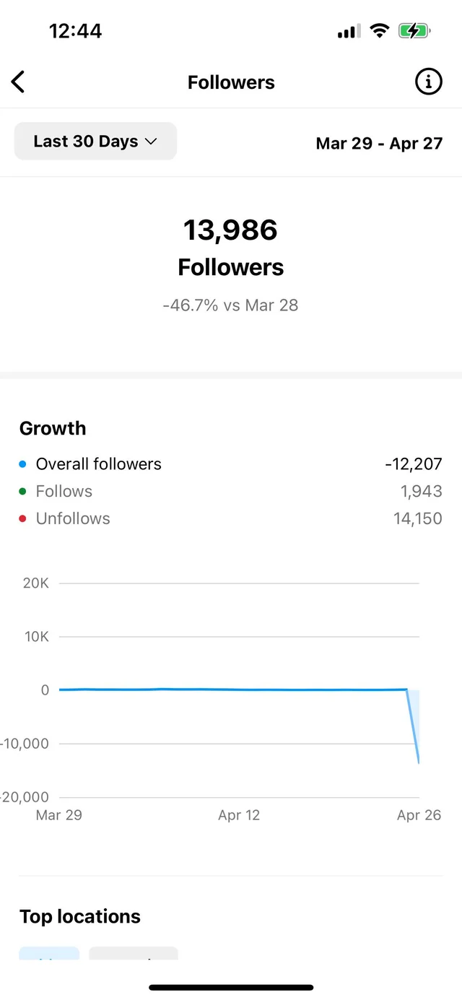 12:44
Followers
Last 30 Days
Mar 29 - Apr 27
13,986
Followers
-46.7% vs Mar 28
Growth
Overall followers -12,207
Follows 1,943
Unfollows 14,150
20K
10K
0
-10,000
-20,000
Mar 29 Apr 12 Apr 26
Top locations